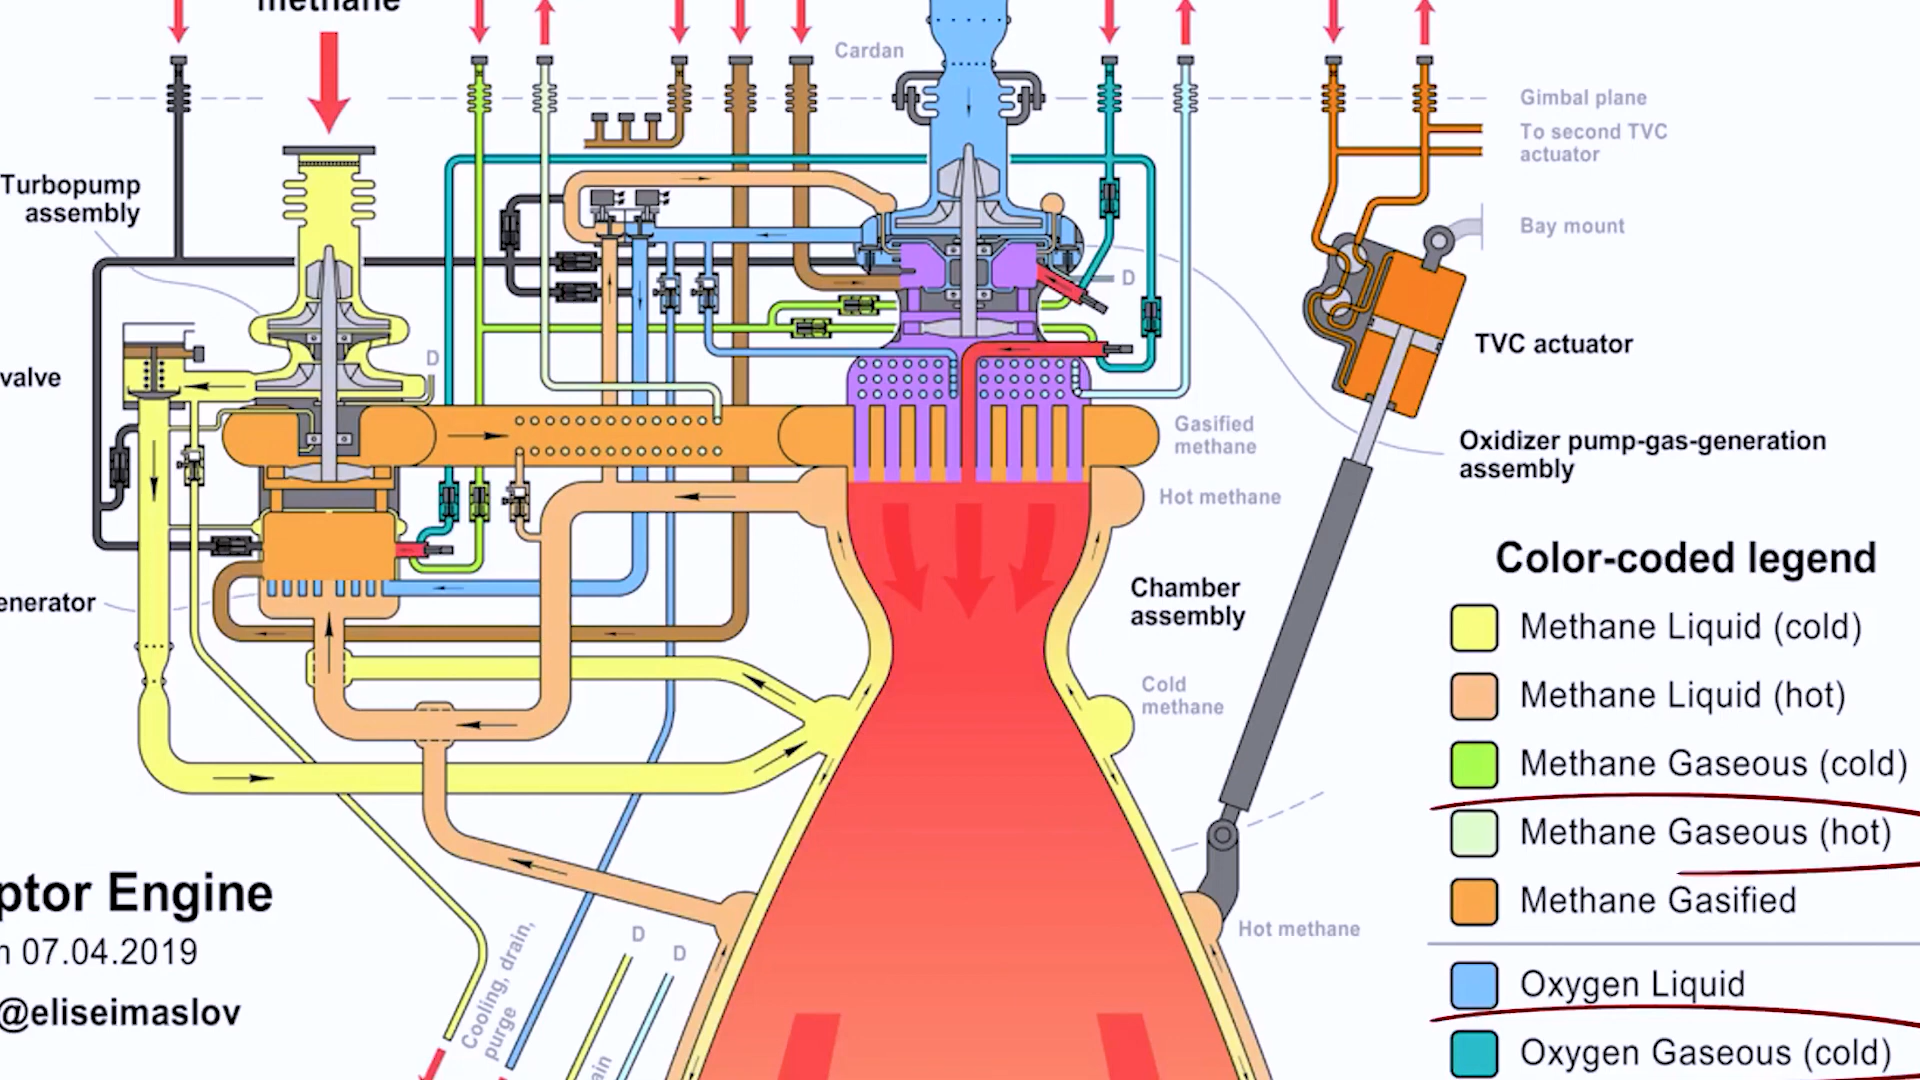 methane
Cardan
Gimbal plane
To second TVC
actuator
Turbopump
assembly
Bay mount
D
TVC actuator
D
valve
Gasified
methane
Oxidizer pump-gas-generation
assembly
Hot methane
Color-coded legend
Chamber
assembly
enerator
Methane Liquid (cold)
Cold
methane
Methane Liquid (hot)
Methane Gaseous (cold)
Methane Gaseous (hot)
ptor Engine
Methane Gasified
07.04.2019
D
D
Hot methane
Cooling, drain,
purge
Oxygen Liquid
@eliseimaslov
Oxygen Gaseous (cold)
ain